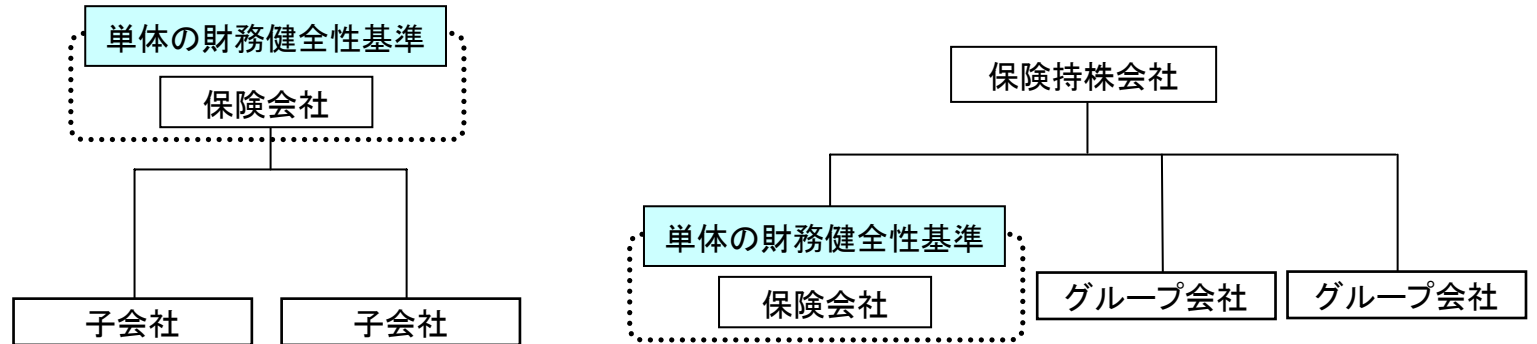 単体の財務健全性基準
保険会社
子会社
子会社
保険持株会社
単体の財務健全性基準
保険会社
グループ会社
グループ会社